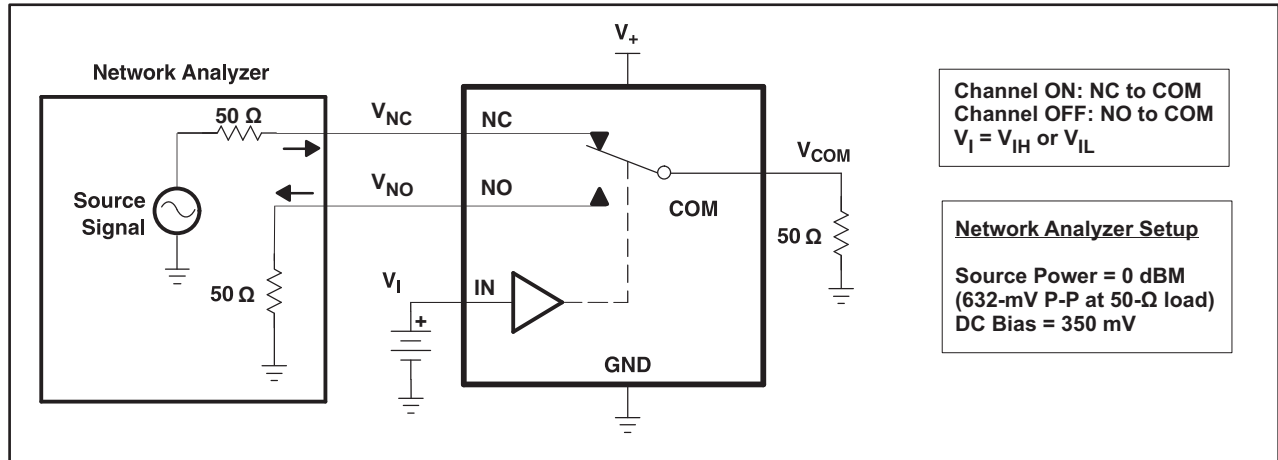 V+
Network Analyzer
50 Ω
VNC
NC
Channel ON: NC to COM
Channel OFF: NO to COM
VI = VIH or VIL
VCOM
VNO
NO
COM
Source
Signal
50 Ω
50 Ω
VI
IN
+
GND
Network Analyzer Setup
Source Power = 0 dBM
(632-mV P-P at 50-Ω load)
DC Bias = 350 mV